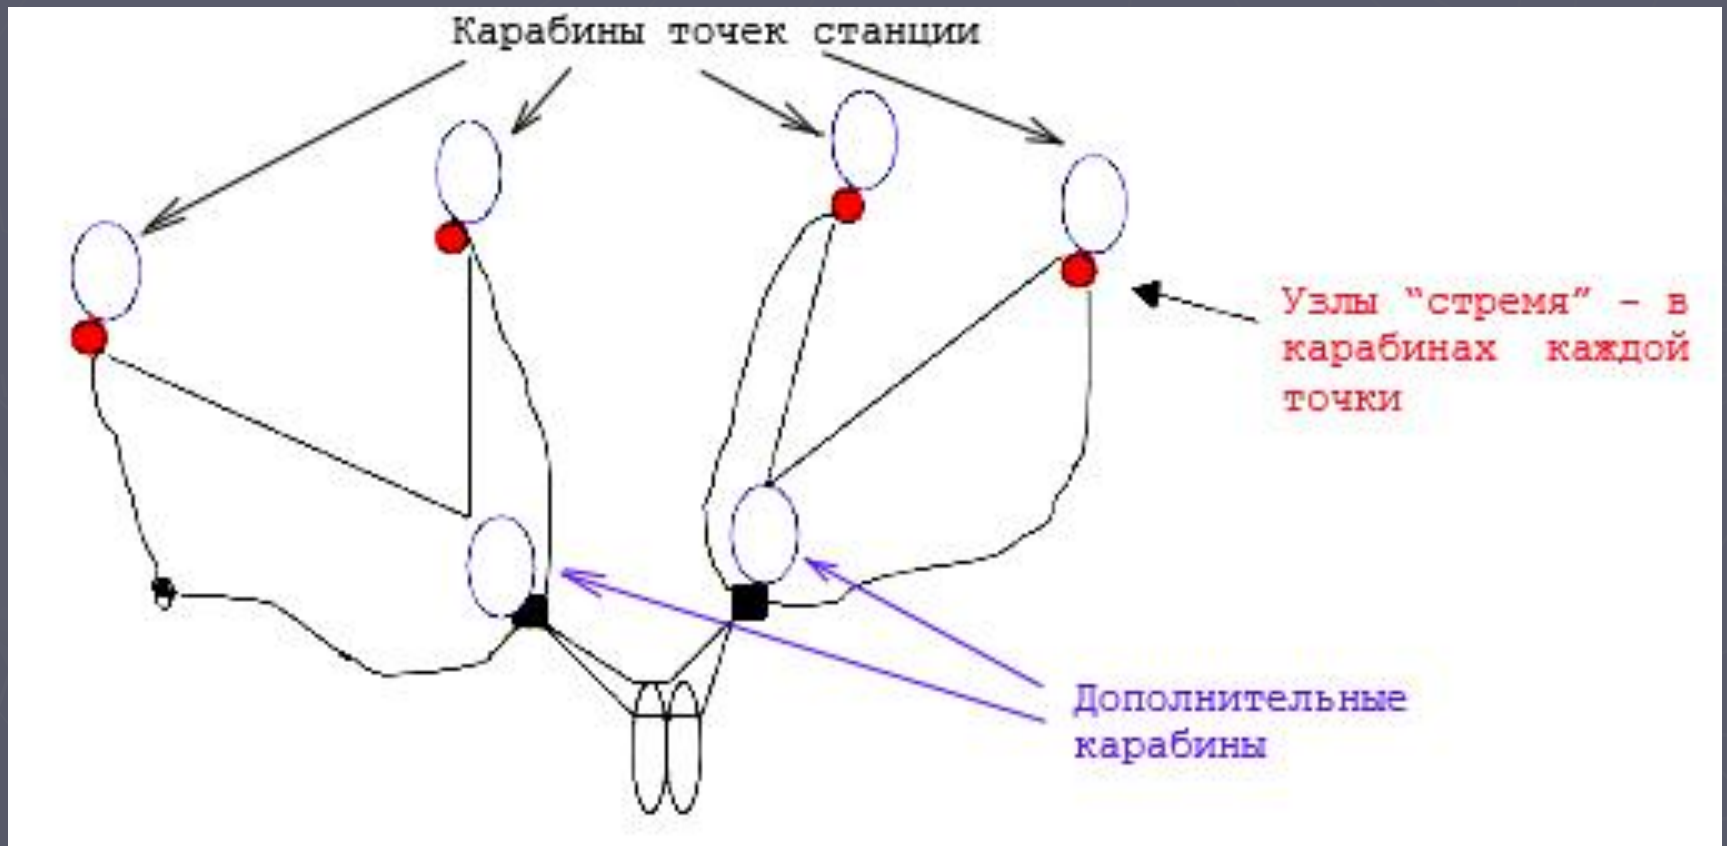 Карабины точек станции
Узлы “стремя” – в
карабинах каждой
точки
Дополнительные
карабины